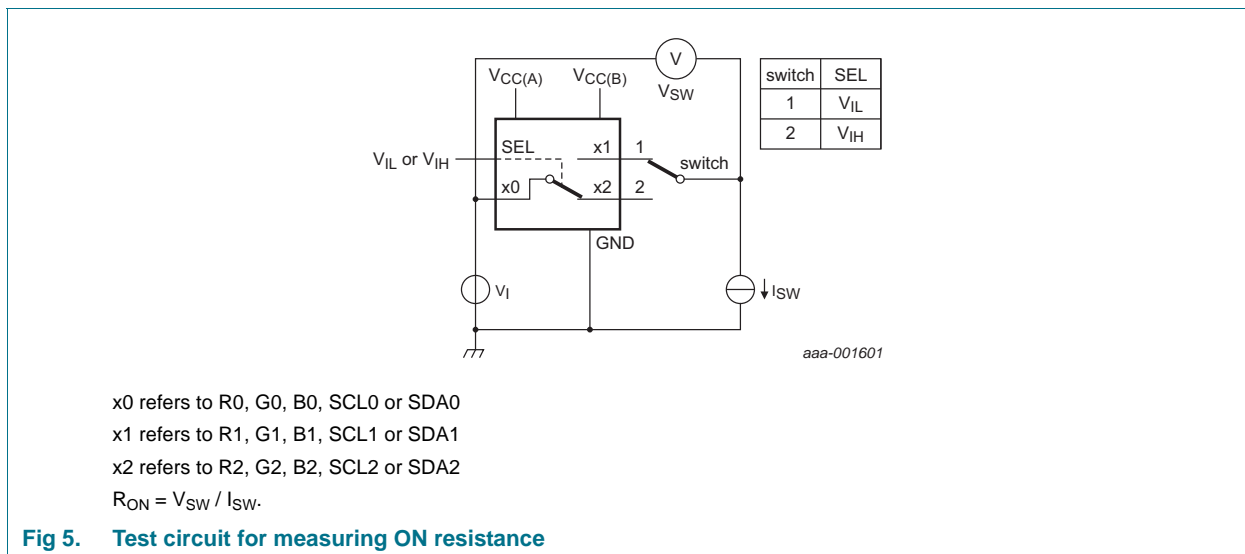 V
VCC(A) VCC(B)
VSW
switch SEL
1 VIL
2 VIH
SEL x1 1
VIL or VIH
switch
x0 x2 2
GND
VI
ISW
aaa-001601
x0 refers to R0, G0, B0, SCL0 or SDA0
x1 refers to R1, G1, B1, SCL1 or SDA1
x2 refers to R2, G2, B2, SCL2 or SDA2
RON = VSW / ISW.
Fig 5. Test circuit for measuring ON resistance